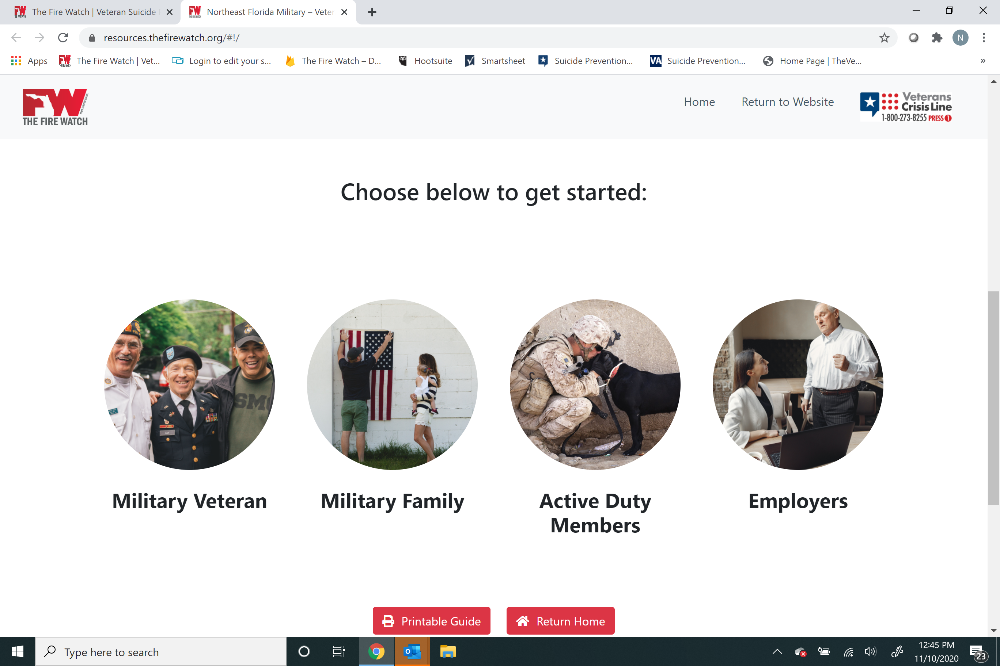 The Fire Watch | Veteran Suicide
Northeast Florida Military – Veter
resources.thefirewatch.org/#!/
N
Apps
The Fire Watch | Vet...
Login to edit your s...
The Fire Watch – D...
Hootsuite
Smartsheet
Suicide Prevention...
VA
Suicide Prevention...
Home Page | TheVe...
»
FW
THE FIRE WATCH
Home
Return to Website
Veterans
Crisis Line
1-800-273-8255 PRESS 1
Choose below to get started:
SM
Military Veteran
Military Family
Active Duty
Members
Employers
Printable Guide
Return Home
Type here to search
12:45 PM
11/10/2020
23